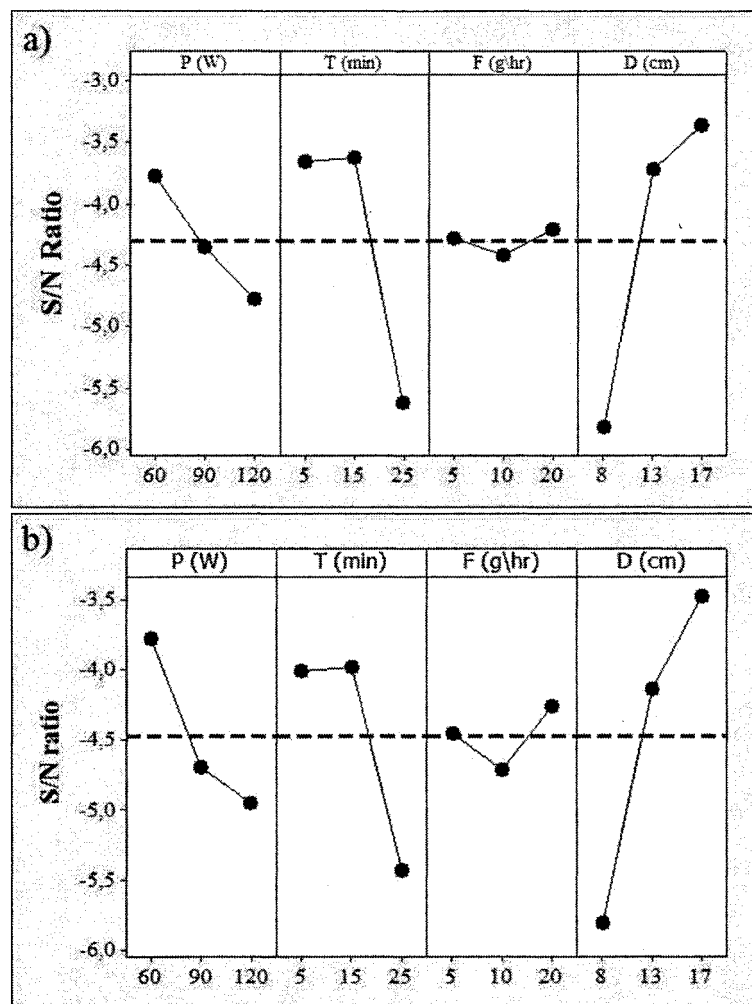 a)
P (W) T (min) F (g\hr) D (cm)
-3,0
-3,5
-4,0
-4,5
-5,0
-5,5
-6,0
S/N Ratio
60 90 120 5 15 25 5 10 20 8 13 17
b)
P (W) T (min) F (g\hr) D (cm)
-3,5
-4,0
-4,5
-5,0
-5,5
-6,0
S/N ratio
60 90 120 5 15 25 5 10 20 8 13 17